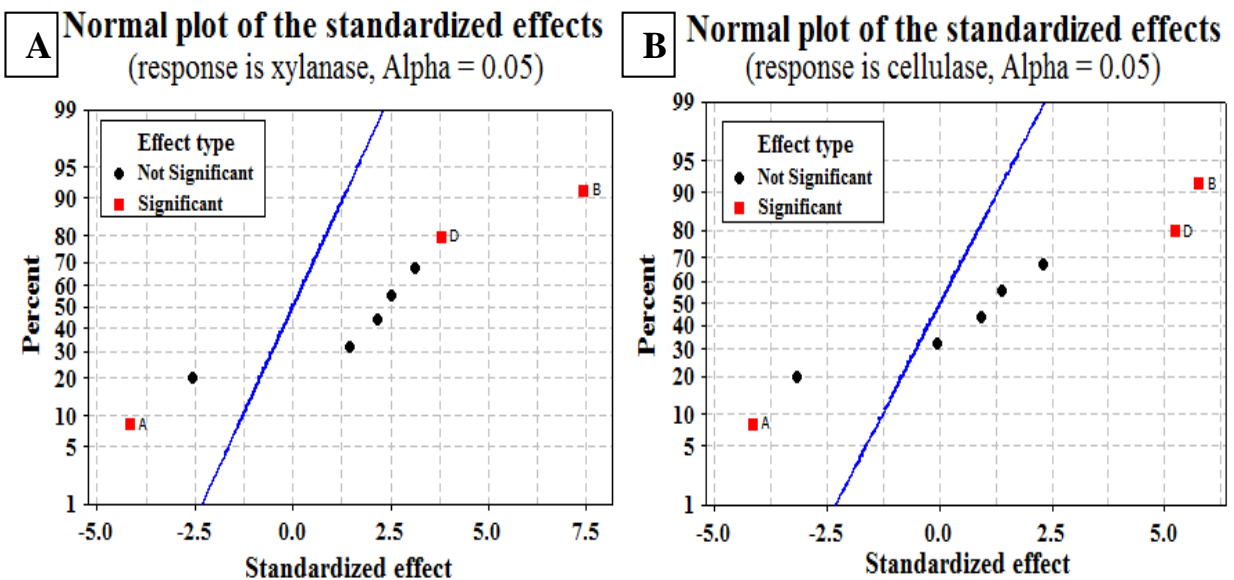 A
Normal plot of the standardized effects
(response is xylanase, Alpha = 0.05)
Effect type
Not Significant
Significant
99
95
90
80
70
60
50
40
30
20
10
5
1
Percent
B
D
A
-5.0 -2.5 0.0 2.5 5.0 7.5
Standardized effect
B
Normal plot of the standardized effects
(response is cellulase, Alpha = 0.05)
Effect type
Not Significant
Significant
99
95
90
80
70
60
50
40
30
20
10
5
1
Percent
B
D
A
-5.0 -2.5 0.0 2.5 5.0
Standardized effect